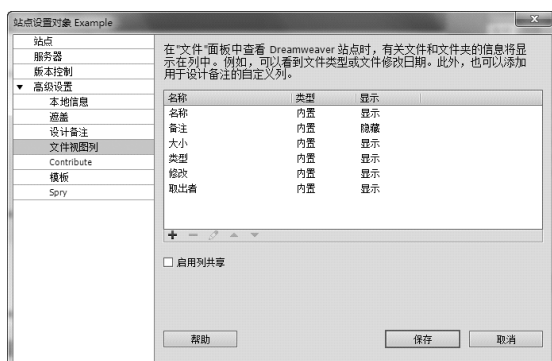 站点设置对象 Example
站点
服务器
版本控制
高级设置
本地信息
遮盖
设计备注
文件视图列
Contribute
模板
Spry
在"文件"面板中查看 Dreamweaver 站点时，有关文件和文件夹的信息将显
示在列中。例如，可以看到文件类型或文件修改日期。此外，也可以添加
用于设计备注的自定义列。
名称 类型 显示
名称 内置 显示
备注 内置 隐藏
大小 内置 显示
类型 内置 显示
修改 内置 显示
取出者 内置 显示
启用列共享
帮助 保存 取消